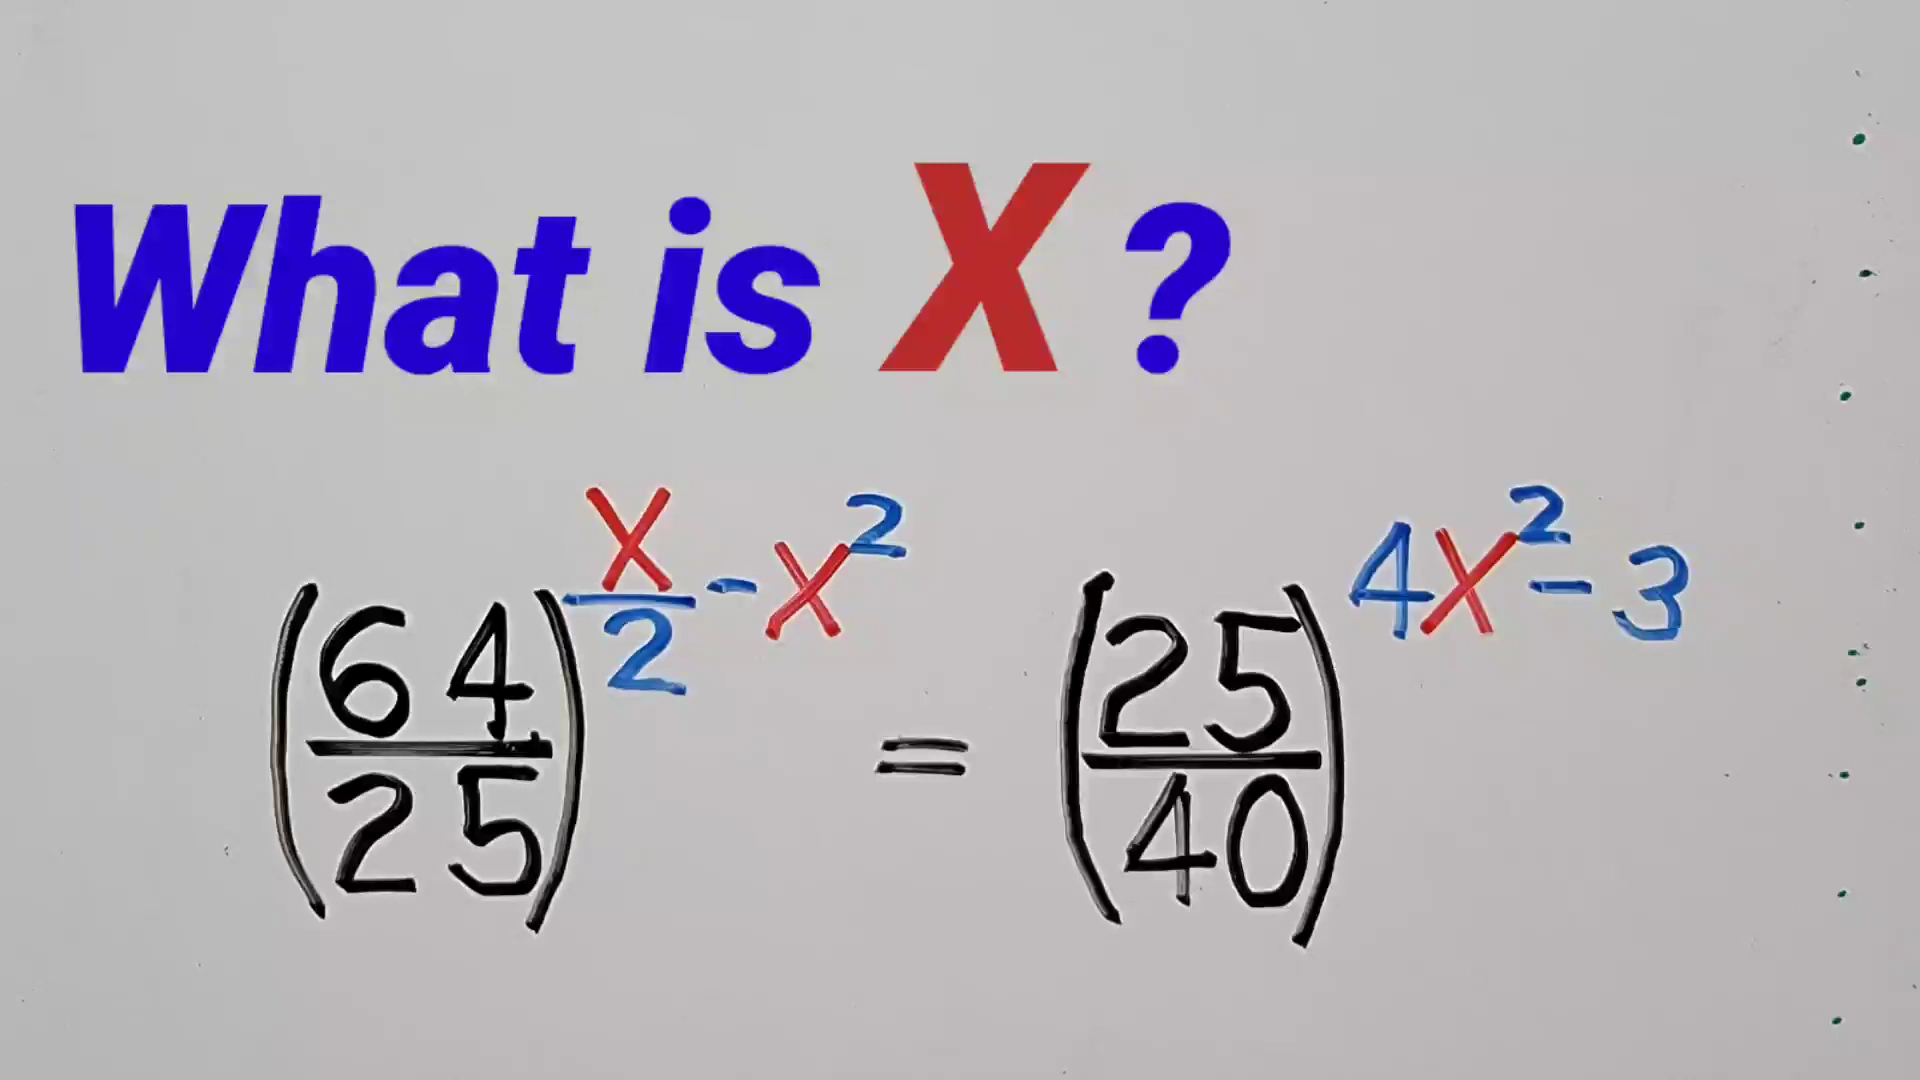 What is X ?
(64/25)^(X/2 - X²) = (25/40)^(4X² - 3)